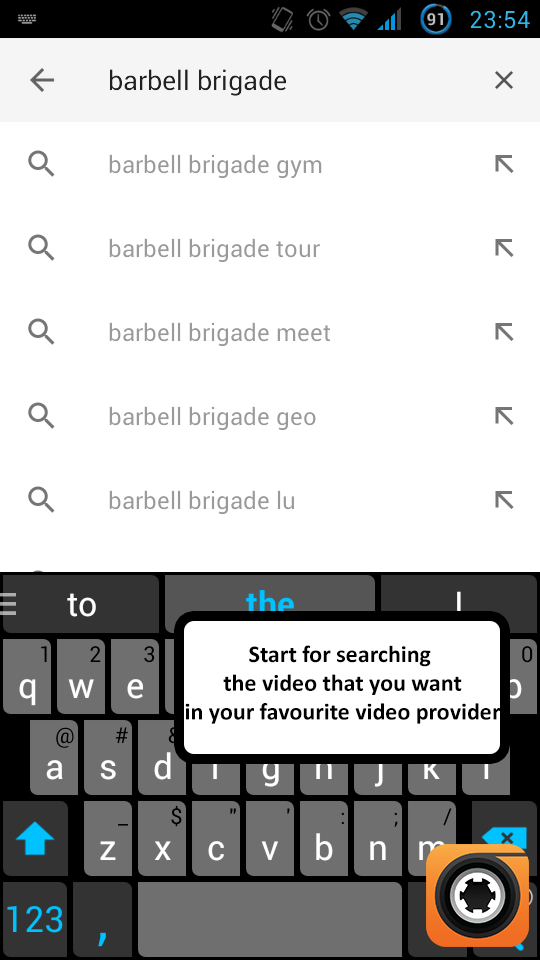 91 23:54
barbell brigade
barbell brigade gym
barbell brigade tour
barbell brigade meet
barbell brigade geo
barbell brigade lu
to the I
Start for searching
the video that you want
in your favourite video provider
1 2 3 0
q w e p
@ #
a s d f g h j k l
_ $ " ' : ; /
z x c v b n m
123 ,